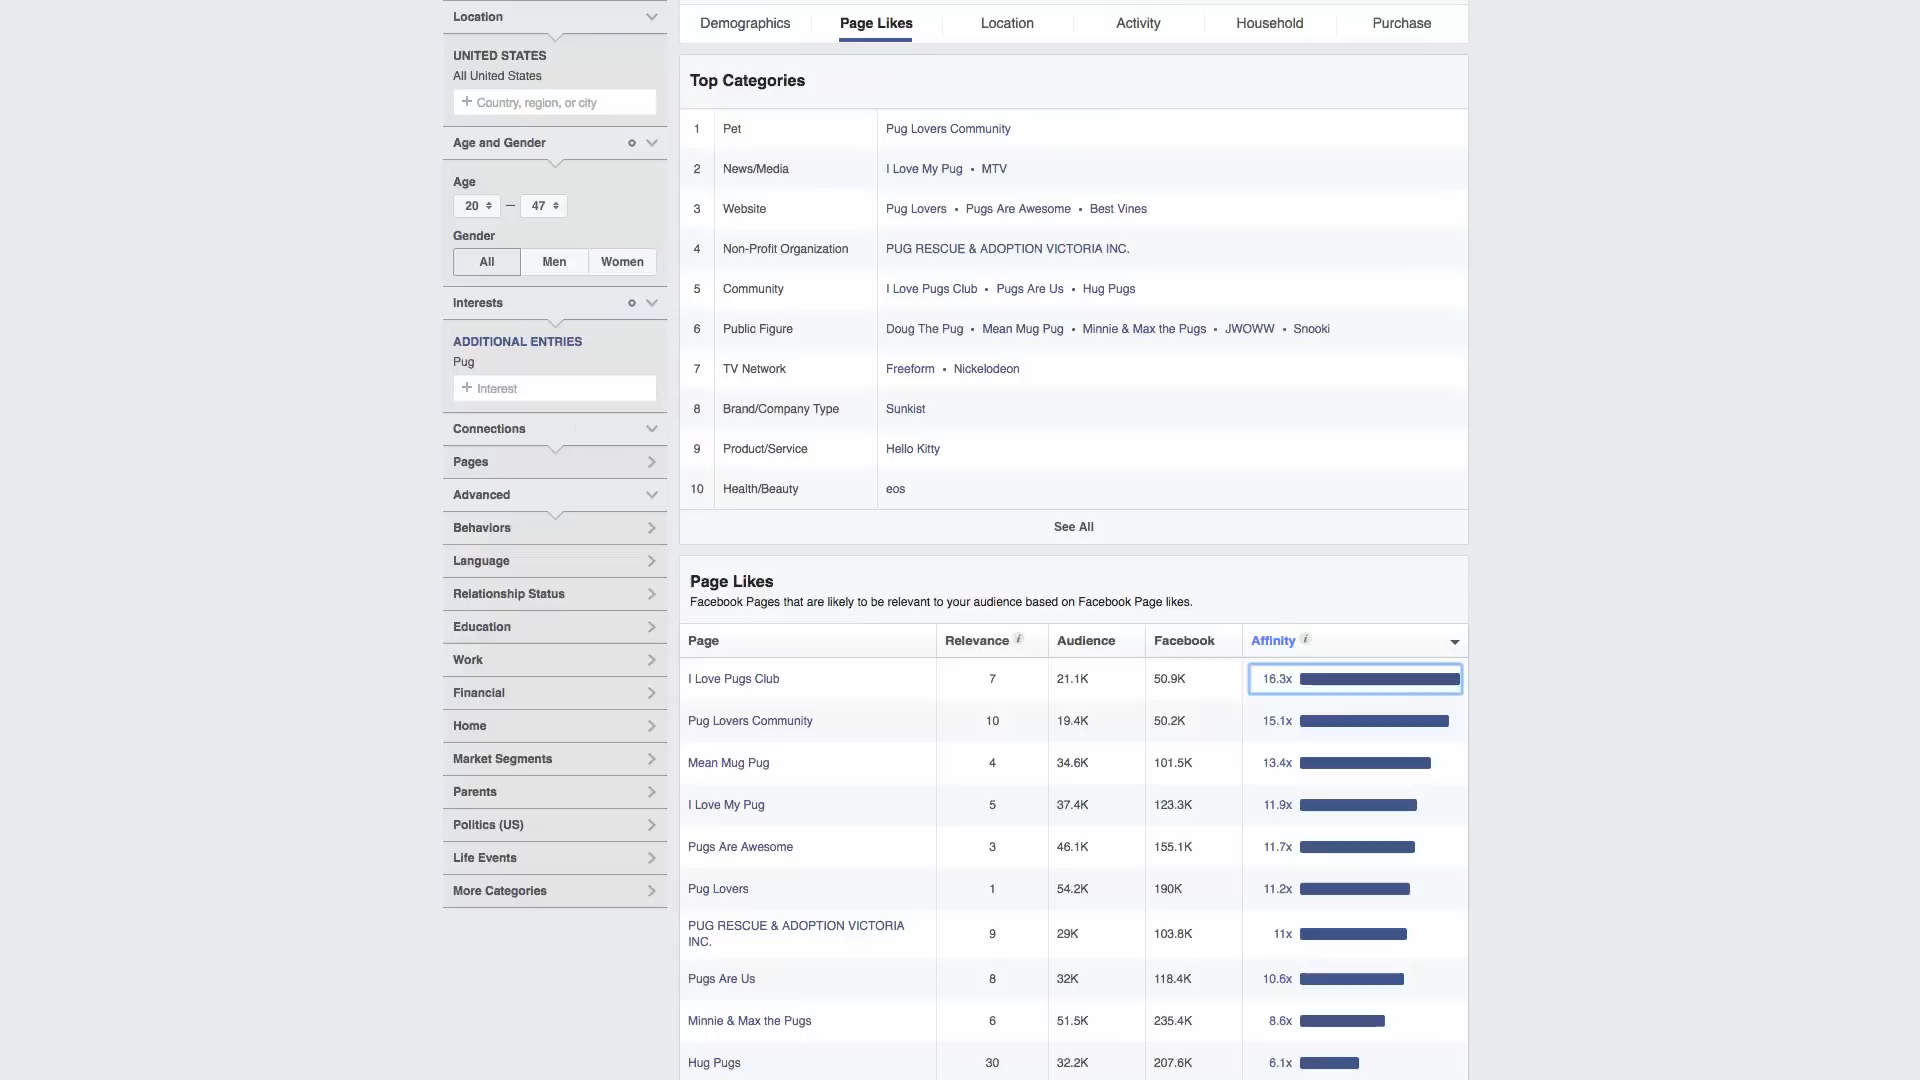 Location
UNITED STATES
All United States
+ Country, region, or city
Age and Gender
Age
20 — 47
Gender
All Men Women
Interests
ADDITIONAL ENTRIES
Pug
+ Interest
Connections
Pages
Advanced
Behaviors
Language
Relationship Status
Education
Work
Financial
Home
Market Segments
Parents
Politics (US)
Life Events
More Categories
Demographics Page Likes Location Activity Household Purchase
Top Categories
1 Pet Pug Lovers Community
2 News/Media I Love My Pug • MTV
3 Website Pug Lovers • Pugs Are Awesome • Best Vines
4 Non-Profit Organization PUG RESCUE & ADOPTION VICTORIA INC.
5 Community I Love Pugs Club • Pugs Are Us • Hug Pugs
6 Public Figure Doug The Pug • Mean Mug Pug • Minnie & Max the Pugs • JWOWW • Snooki
7 TV Network Freeform • Nickelodeon
8 Brand/Company Type Sunkist
9 Product/Service Hello Kitty
10 Health/Beauty eos
See All
Page Likes
Facebook Pages that are likely to be relevant to your audience based on Facebook Page likes.
Page Relevance i Audience Facebook Affinity i
I Love Pugs Club 7 21.1K 50.9K 16.3x
Pug Lovers Community 10 19.4K 50.2K 15.1x
Mean Mug Pug 4 34.6K 101.5K 13.4x
I Love My Pug 5 37.4K 123.3K 11.9x
Pugs Are Awesome 3 46.1K 155.1K 11.7x
Pug Lovers 1 54.2K 190K 11.2x
PUG RESCUE & ADOPTION VICTORIA
INC. 9 29K 103.8K 11x
Pugs Are Us 8 32K 118.4K 10.6x
Minnie & Max the Pugs 6 51.5K 235.4K 8.6x
Hug Pugs 30 32.2K 207.6K 6.1x